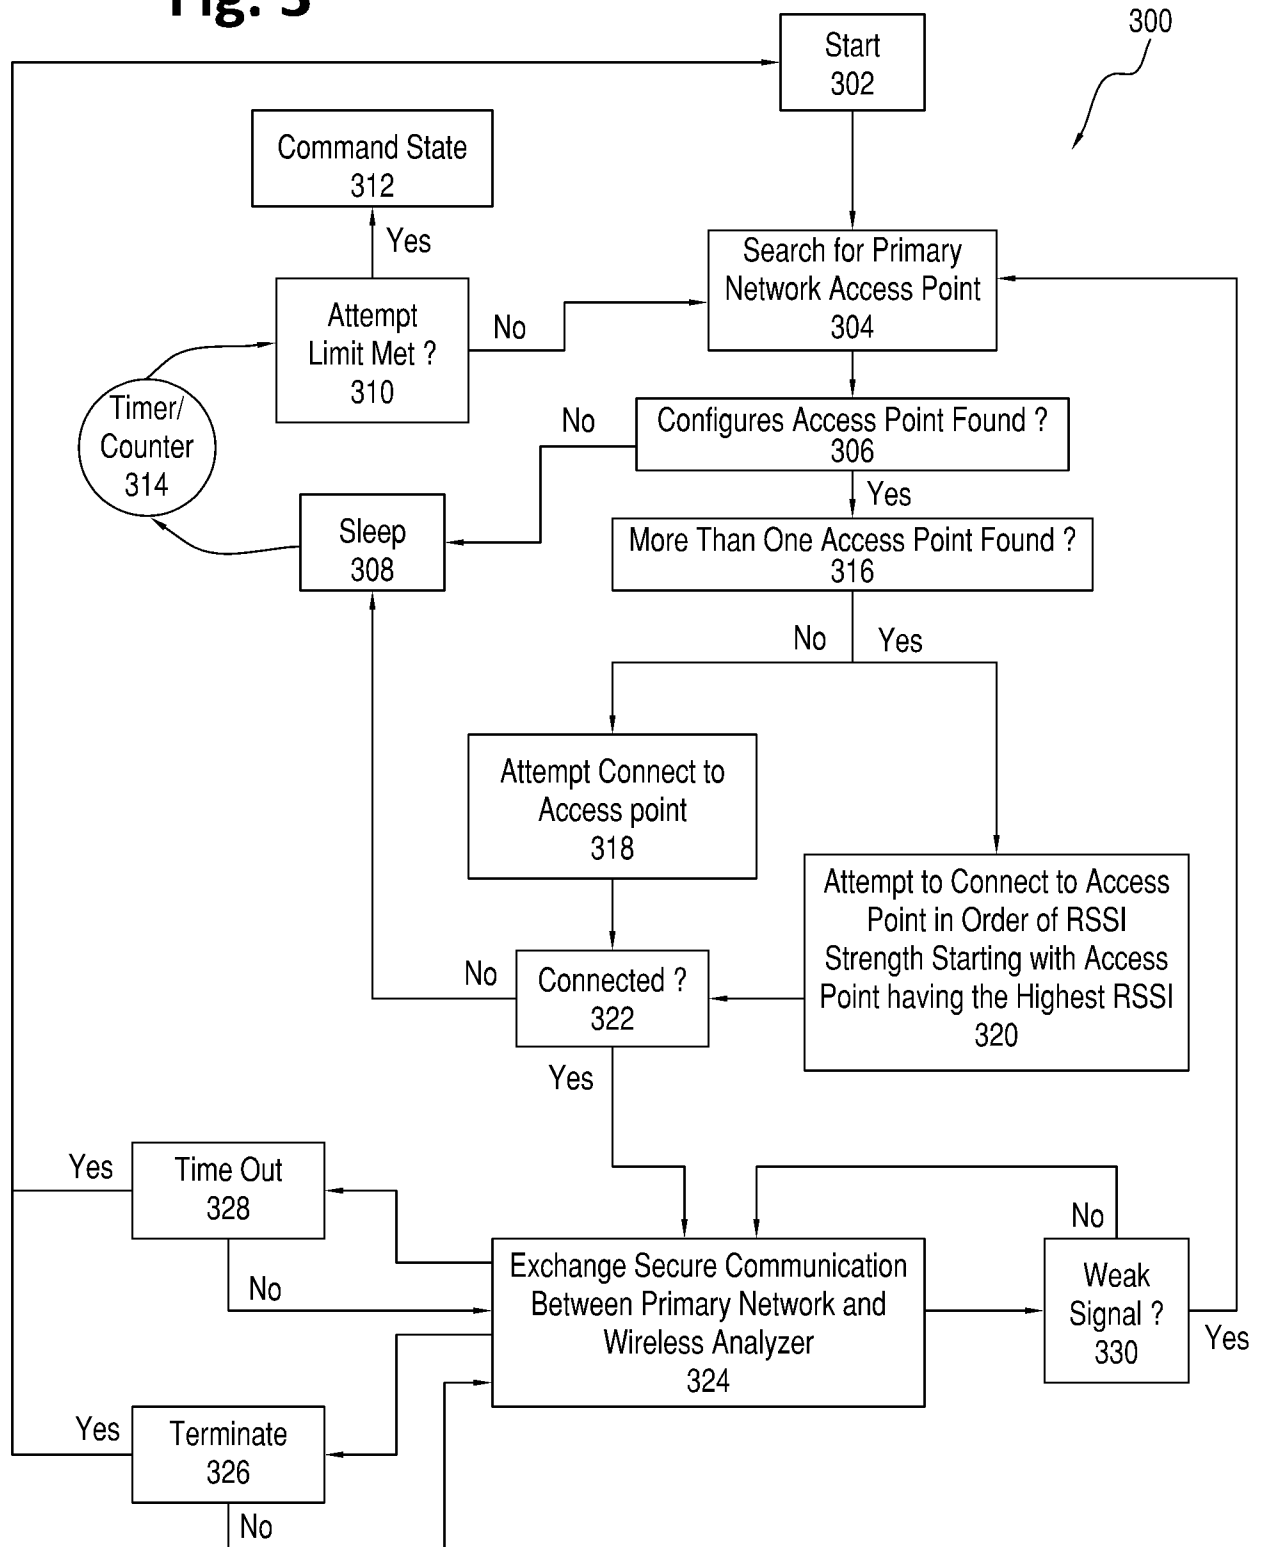 Fig. 3
300
Start
302
Command State
312
Yes
Search for Primary
Network Access Point
304
Attempt
Limit Met ?
310
No
Timer/
Counter
314
No
Configures Access Point Found ?
306
Yes
Sleep
308
More Than One Access Point Found ?
316
No
Yes
Attempt Connect to
Access point
318
Attempt to Connect to Access
Point in Order of RSSI
Strength Starting with Access
Point having the Highest RSSI
320
No
Connected ?
322
Yes
Yes
Time Out
328
No
No
Exchange Secure Communication
Between Primary Network and
Wireless Analyzer
324
Weak
Signal ?
330
Yes
Yes
Terminate
326
No